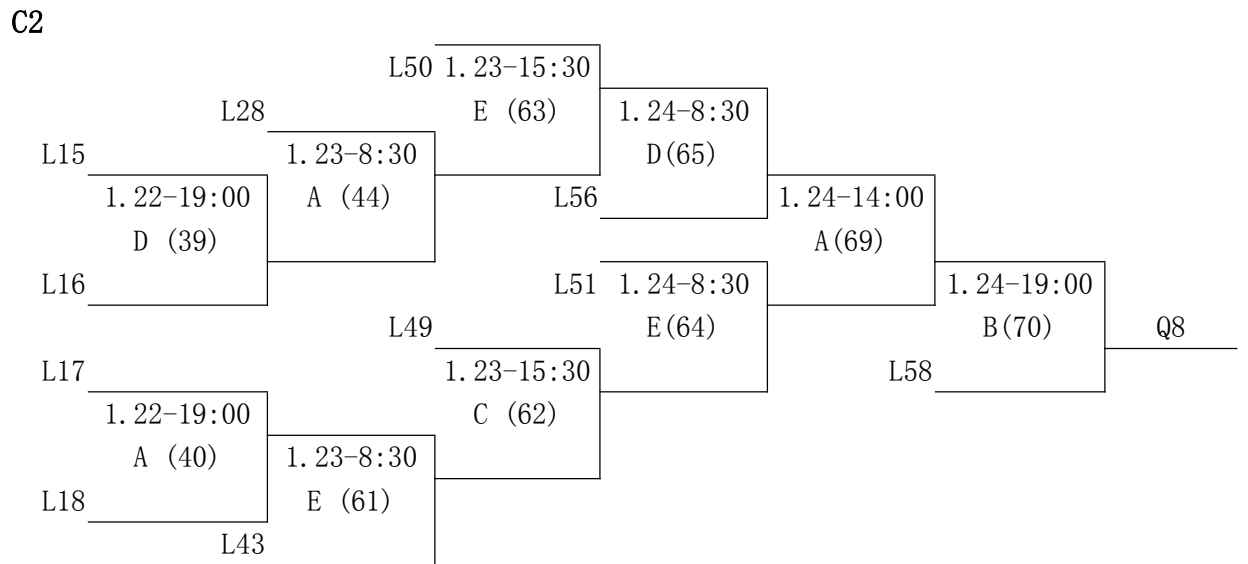 C2
L50 1.23-15:30
E (63)
L28
1.24-8:30
D(65)
L15
1.23-8:30
A (44)
1.22-19:00
D (39)
L56
1.24-14:00
A(69)
L16
L51 1.24-8:30
E(64)
1.24-19:00
B(70)
Q8
L49
L17
1.23-15:30
C (62)
L58
1.22-19:00
A (40)
1.23-8:30
E (61)
L18
L43